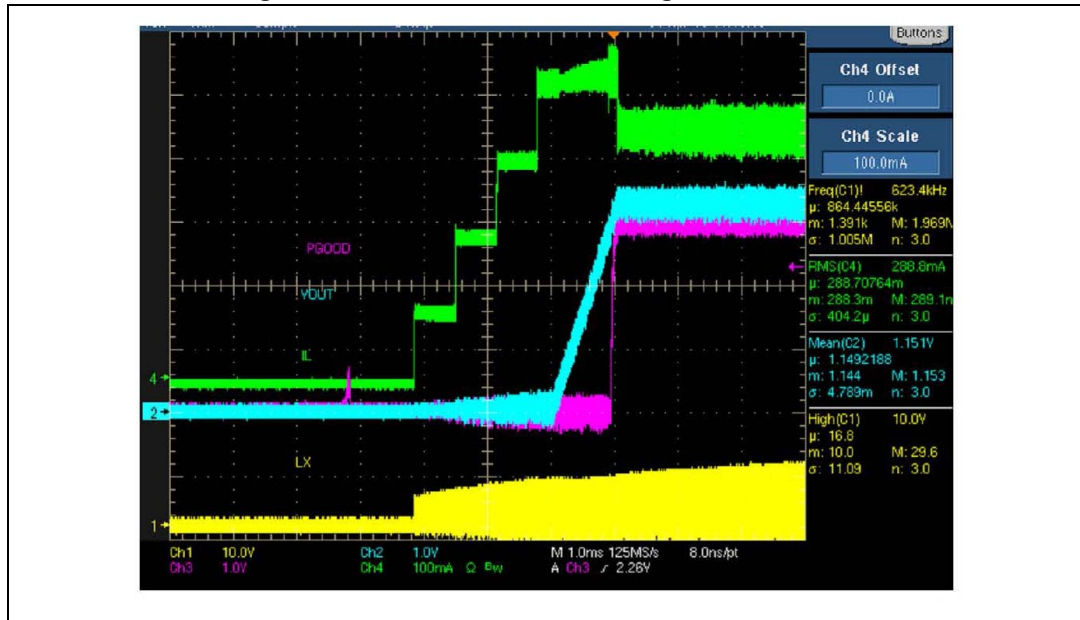 Buttons
Ch4 Offset
0.0A
Ch4 Scale
100.0mA
Freq(C1)! 623.4kHz
µ: 864.44556k
m: 1.391k M: 1.969M
σ: 1.005M n: 3.0
RMS(C4) 288.8mA
µ: 288.70764m
m: 288.3m M: 289.1m
σ: 404.2µ n: 3.0
Mean(C2) 1.151V
µ: 1.1492188
m: 1.144 M: 1.153
σ: 4.789m n: 3.0
High(C1) 10.0V
µ: 16.8
m: 10.0 M: 29.6
σ: 11.09 n: 3.0
PGOOD
VOUT
IL
4
2
LX
1
Ch1 10.0V Ch2 1.0V M 1.0ms 125MS/s 8.0ns/pt
Ch3 1.0V Ch4 100mA Ω Bw A Ch3 2.26V